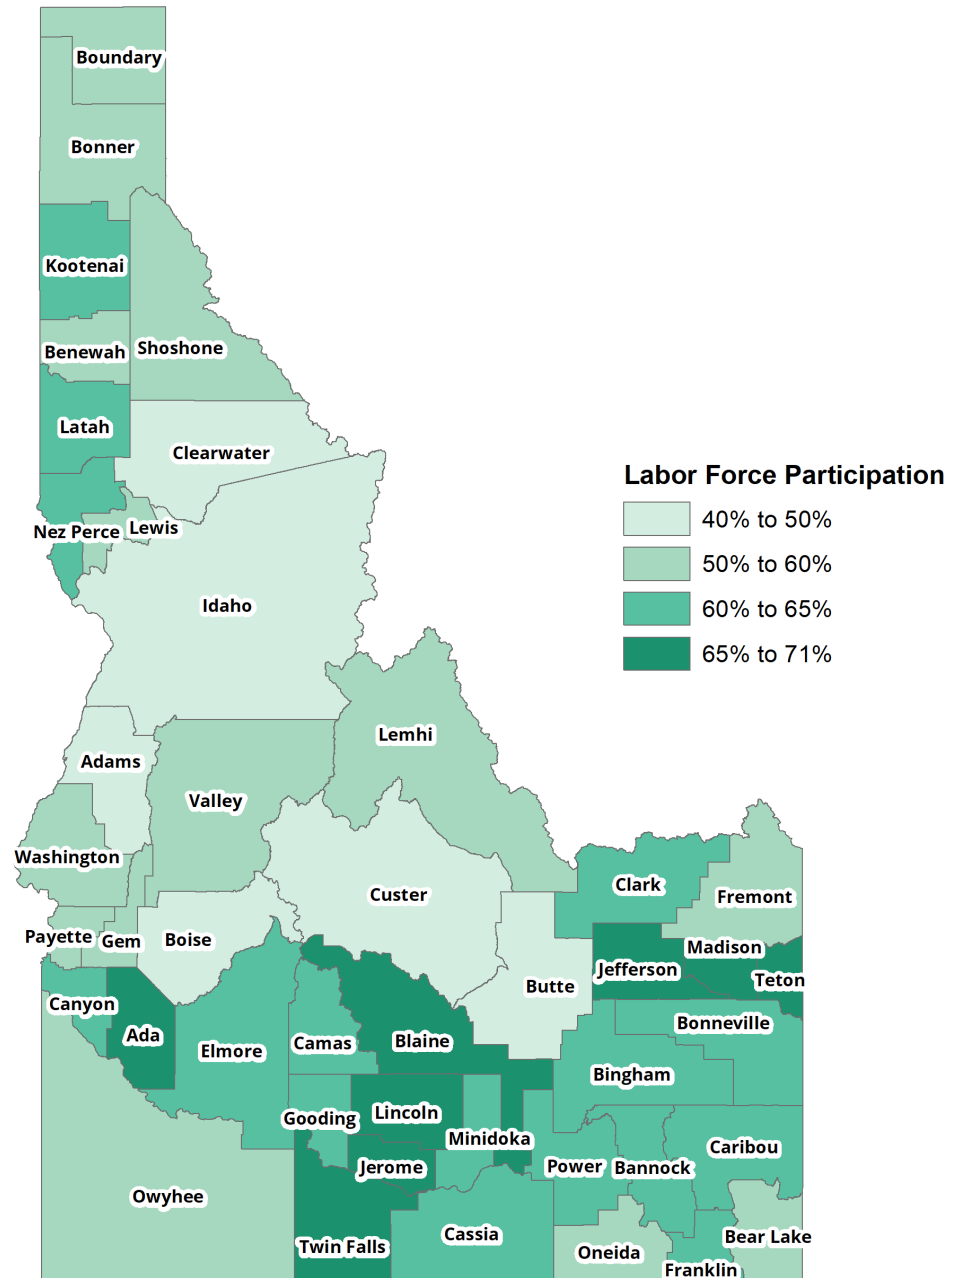 Boundary
Bonner
Kootenai
Benewah
Shoshone
Latah
Clearwater
Labor Force Participation
40% to 50%
Nez Perce
Lewis
50% to 60%
Idaho
60% to 65%
65% to 71%
Lemhi
Adams
Valley
Washington
Custer
Clark
Fremont
Payette
Gem
Boise
Madison
Jefferson
Teton
Butte
Canyon
Ada
Bonneville
Elmore
Camas
Blaine
Bingham
Gooding
Lincoln
Minidoka
Caribou
Jerome
Power
Bannock
Owyhee
Cassia
Bear Lake
Twin Falls
Oneida
Franklin